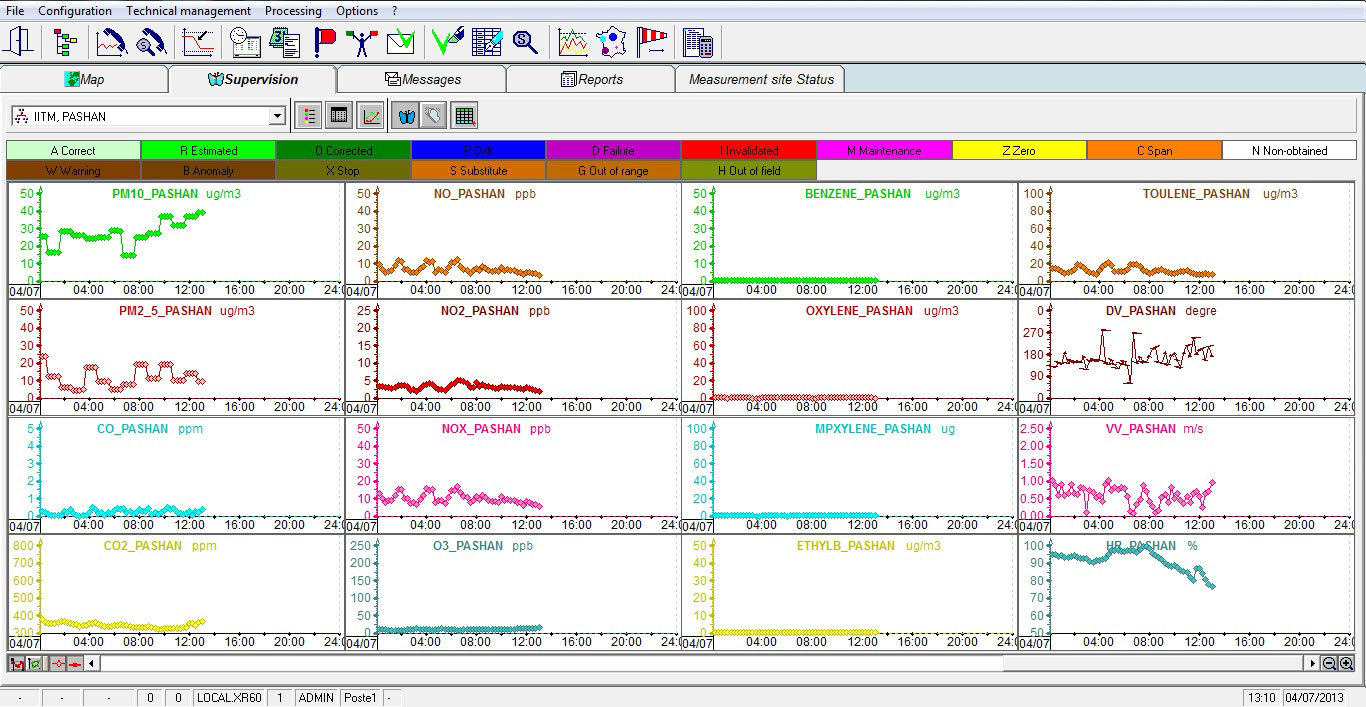 File Configuration Technical management Processing Options ?
Map Supervision Messages Reports Measurement site Status
IITM, PASHAN
A Correct R Estimated O Corrected P Drift D Failure I Invalidated M Maintenance Z Zero C Span N Non-obtained
W Warning B Anomaly X Stop S Substitute G Out of range H Out of field
PM10_PASHAN ug/m3
50
40
30
20
10
0
04/07 04:00 08:00 12:00 16:00 20:00 24:0
NO_PASHAN ppb
50
40
30
20
10
0
04/07 04:00 08:00 12:00 16:00 20:00 24:0
BENZENE_PASHAN ug/m3
50
40
30
20
10
0
04/07 04:00 08:00 12:00 16:00 20:00 24:0
TOULENE_PASHAN ug/m3
100
80
60
40
20
0
04/07 04:00 08:00 12:00 16:00 20:00 24:0
PM2_5_PASHAN ug/m3
50
40
30
20
10
0
04/07 04:00 08:00 12:00 16:00 20:00 24:0
NO2_PASHAN ppb
25
20
15
10
5
0
04/07 04:00 08:00 12:00 16:00 20:00 24:0
OXYLENE_PASHAN ug/m3
100
80
60
40
20
0
04/07 04:00 08:00 12:00 16:00 20:00 24:0
DV_PASHAN degre
0
270
180
90
0
04/07 04:00 08:00 12:00 16:00 20:00 24:0
CO_PASHAN ppm
5
4
3
2
1
0
04/07 04:00 08:00 12:00 16:00 20:00 24:0
NOX_PASHAN ppb
50
40
30
20
10
0
04/07 04:00 08:00 12:00 16:00 20:00 24:0
MPXYLENE_PASHAN ug
100
80
60
40
20
0
04/07 04:00 08:00 12:00 16:00 20:00 24:0
VV_PASHAN m/s
2.50
2.00
1.50
1.00
0.50
0.00
04/07 04:00 08:00 12:00 16:00 20:00 24:0
CO2_PASHAN ppm
800
700
600
500
400
300
04/07 04:00 08:00 12:00 16:00 20:00 24:0
O3_PASHAN ppb
250
200
150
100
50
0
04/07 04:00 08:00 12:00 16:00 20:00 24:0
ETHYLB_PASHAN ug/m3
50
40
30
20
10
0
04/07 04:00 08:00 12:00 16:00 20:00 24:0
HR_PASHAN %
100
90
80
70
60
50
04/07 04:00 08:00 12:00 16:00 20:00 24:0
- - - 0 0 LOCAL.XR60 1 ADMIN Poste1 - 13:10 04/07/2013